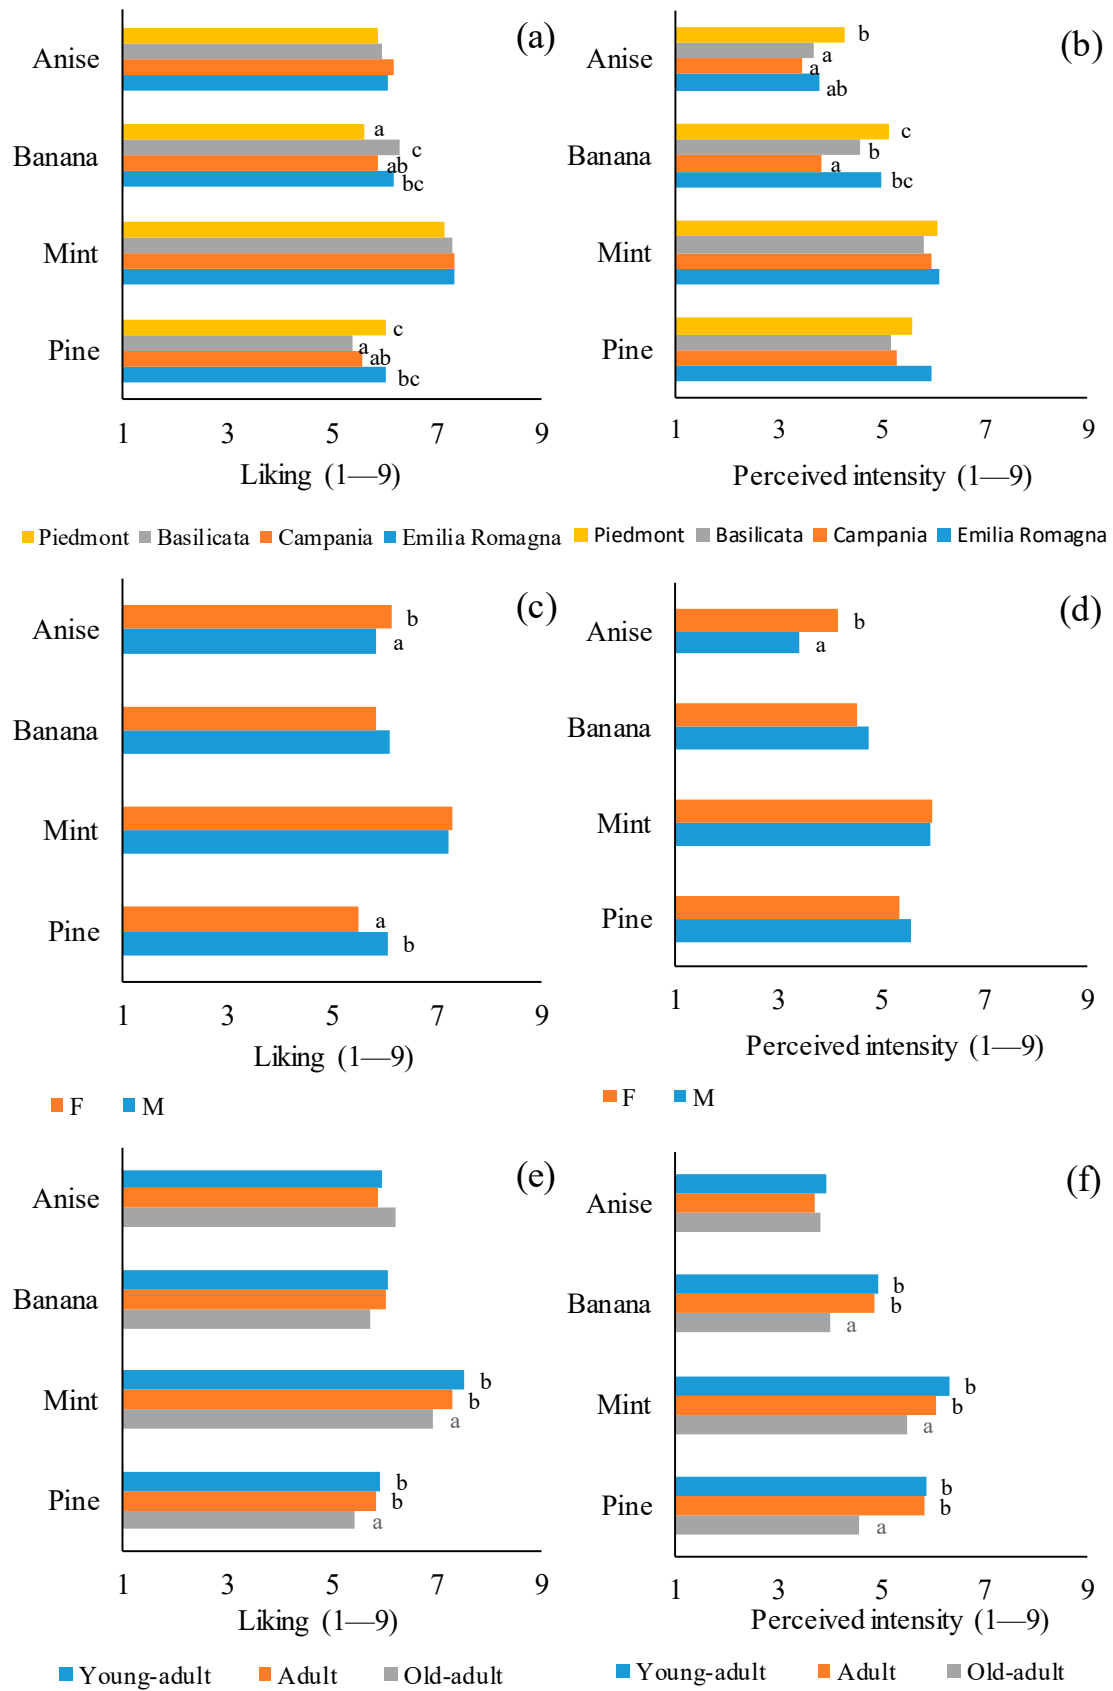 (a)
Anise
Banana
a
c
ab
bc
Mint
Pine
c
a
ab
bc
1 3 5 7 9
Liking (1—9)
Piedmont Basilicata Campania Emilia Romagna
(b)
Anise
b
a
a
ab
Banana
c
b
a
bc
Mint
Pine
1 3 5 7 9
Perceived intensity (1—9)
Piedmont Basilicata Campania Emilia Romagna
(c)
Anise
b
a
Banana
Mint
Pine
a
b
1 3 5 7 9
Liking (1—9)
F M
(d)
Anise
b
a
Banana
Mint
Pine
1 3 5 7 9
Perceived intensity (1—9)
F M
(e)
Anise
Banana
Mint
b
b
a
Pine
b
b
a
1 3 5 7 9
Liking (1—9)
Young-adult Adult Old-adult
(f)
Anise
Banana
b
b
a
Mint
b
b
a
Pine
b
b
a
1 3 5 7 9
Perceived intensity (1—9)
Young-adult Adult Old-adult